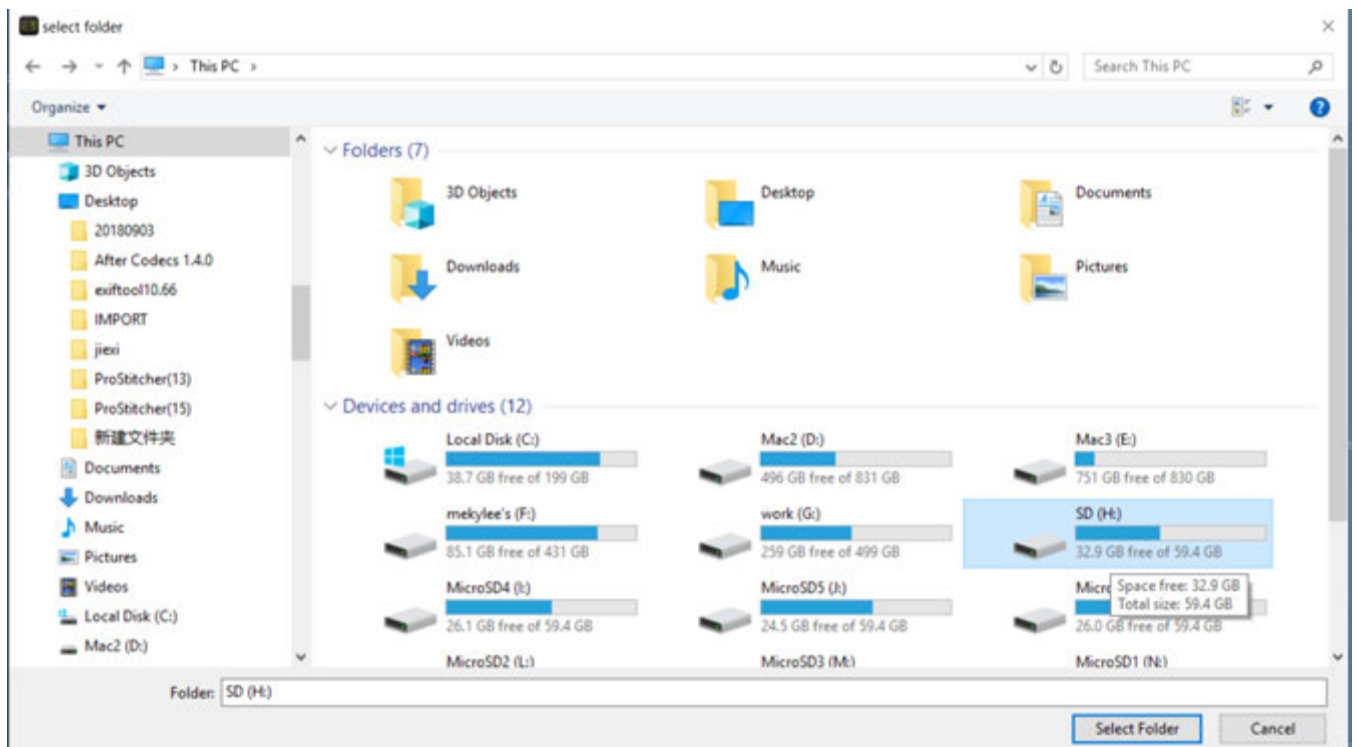 select folder
This PC
Search This PC
Organize
This PC
3D Objects
Desktop
20180903
After Codecs 1.4.0
exiftool10.66
IMPORT
jiexi
ProStitcher(13)
ProStitcher(15)
新建文件夹
Documents
Downloads
Music
Pictures
Videos
Local Disk (C:)
Mac2 (D:)
Folders (7)
3D Objects
Desktop
Documents
Downloads
Music
Pictures
Videos
Devices and drives (12)
Local Disk (C:)
38.7 GB free of 199 GB
Mac2 (D:)
496 GB free of 831 GB
Mac3 (E:)
751 GB free of 830 GB
mekylee's (F:)
85.1 GB free of 431 GB
work (G:)
259 GB free of 499 GB
SD (H:)
32.9 GB free of 59.4 GB
MicroSD4 (I:)
26.1 GB free of 59.4 GB
MicroSD5 (J:)
24.5 GB free of 59.4 GB
Space free: 32.9 GB
Total size: 59.4 GB
26.0 GB free of 59.4 GB
MicroSD2 (L:)
MicroSD3 (M:)
MicroSD1 (N:)
Folder: SD (H:)
Select Folder
Cancel